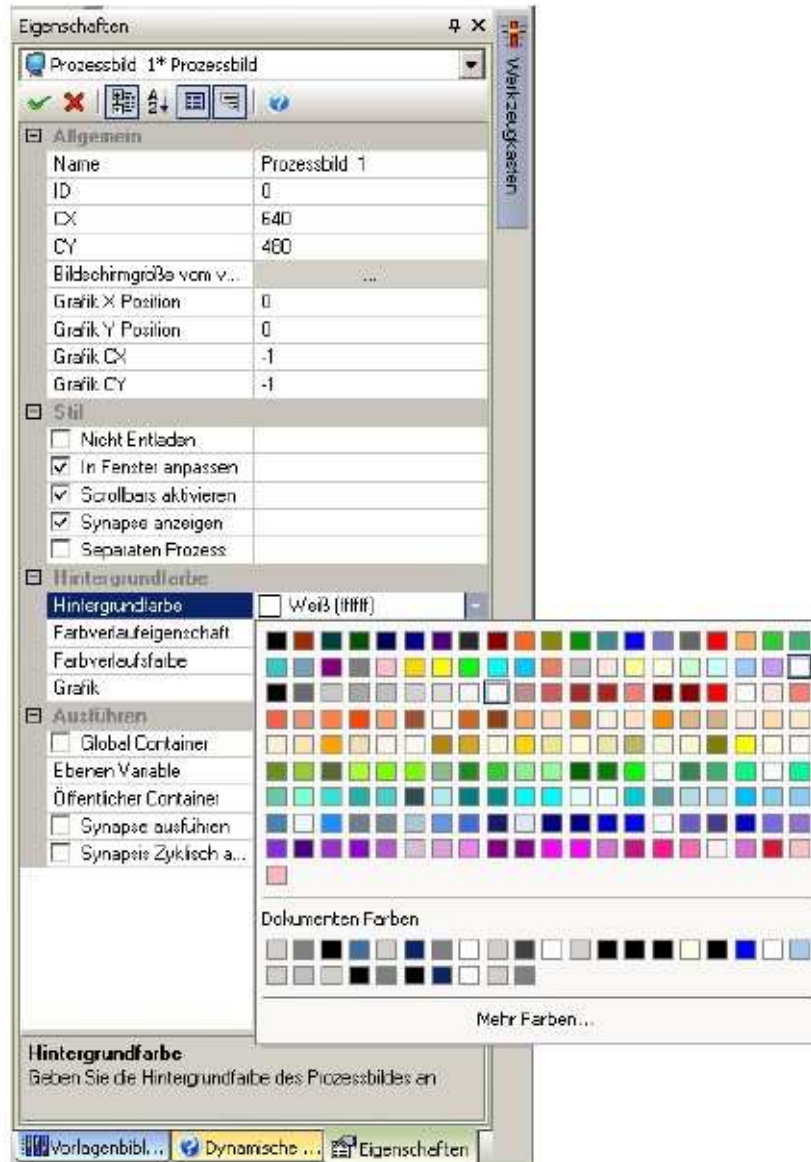 Eigenschaften
Werkzeugkasten
Prozessbild 1* Prozessbild
Allgemein
Name Prozessbild 1
ID 0
CX 640
CY 480
Bildschirmgröße vom v... ...
Grafik X Position 0
Grafik Y Position 0
Grafik CX -1
Grafik CY -1
Stil
Nicht Entladen
In Fenster anpassen
Scrollbars aktivieren
Synapse anzeigen
Separaten Prozess
Hintergrundfarbe
Hintergrundfarbe Weiß (ffffff)
Farbverlaufeigenschaft
Farbverlaufsfarbe
Grafik
Ausführen
Global Container
Ebenen Variable
Öffentlicher Container
Synapse ausführen
Synapsis Zyklisch a...
Dokumenten Farben
Mehr Farben...
Hintergrundfarbe
Geben Sie die Hintergrundfarbe des Prozessbildes an
Vorlagenbibl... Dynamische ... Eigenschaften